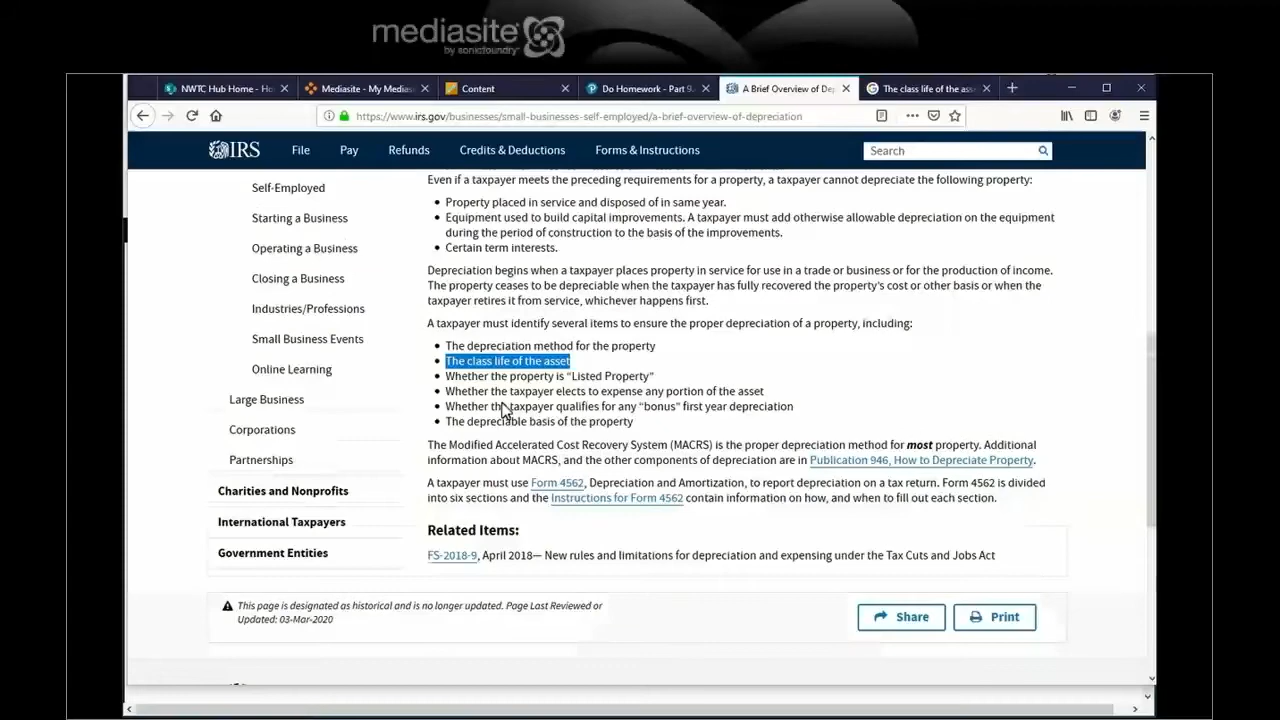 mediasite
by sonicfoundry
NWTC Hub Home - Ho
Mediasite - My Medias
Content
Do Homework - Part 9.
A Brief Overview of Dep
The class life of the ass
https://www.irs.gov/businesses/small-businesses-self-employed/a-brief-overview-of-depreciation
IRS
File
Pay
Refunds
Credits & Deductions
Forms & Instructions
Search
Self-Employed
Starting a Business
Operating a Business
Closing a Business
Industries/Professions
Small Business Events
Online Learning
Large Business
Corporations
Partnerships
Charities and Nonprofits
International Taxpayers
Government Entities
Even if a taxpayer meets the preceding requirements for a property, a taxpayer cannot depreciate the following property:
• Property placed in service and disposed of in same year.
• Equipment used to build capital improvements. A taxpayer must add otherwise allowable depreciation on the equipment
during the period of construction to the basis of the improvements.
• Certain term interests.
Depreciation begins when a taxpayer places property in service for use in a trade or business or for the production of income.
The property ceases to be depreciable when the taxpayer has fully recovered the property's cost or other basis or when the
taxpayer retires it from service, whichever happens first.
A taxpayer must identify several items to ensure the proper depreciation of a property, including:
• The depreciation method for the property
• The class life of the asset
• Whether the property is “Listed Property”
• Whether the taxpayer elects to expense any portion of the asset
• Whether the taxpayer qualifies for any “bonus” first year depreciation
• The depreciable basis of the property
The Modified Accelerated Cost Recovery System (MACRS) is the proper depreciation method for most property. Additional
information about MACRS, and the other components of depreciation are in Publication 946, How to Depreciate Property.
A taxpayer must use Form 4562, Depreciation and Amortization, to report depreciation on a tax return. Form 4562 is divided
into six sections and the Instructions for Form 4562 contain information on how, and when to fill out each section.
Related Items:
FS-2018-9, April 2018— New rules and limitations for depreciation and expensing under the Tax Cuts and Jobs Act
This page is designated as historical and is no longer updated. Page Last Reviewed or
Updated: 03-Mar-2020
Share
Print